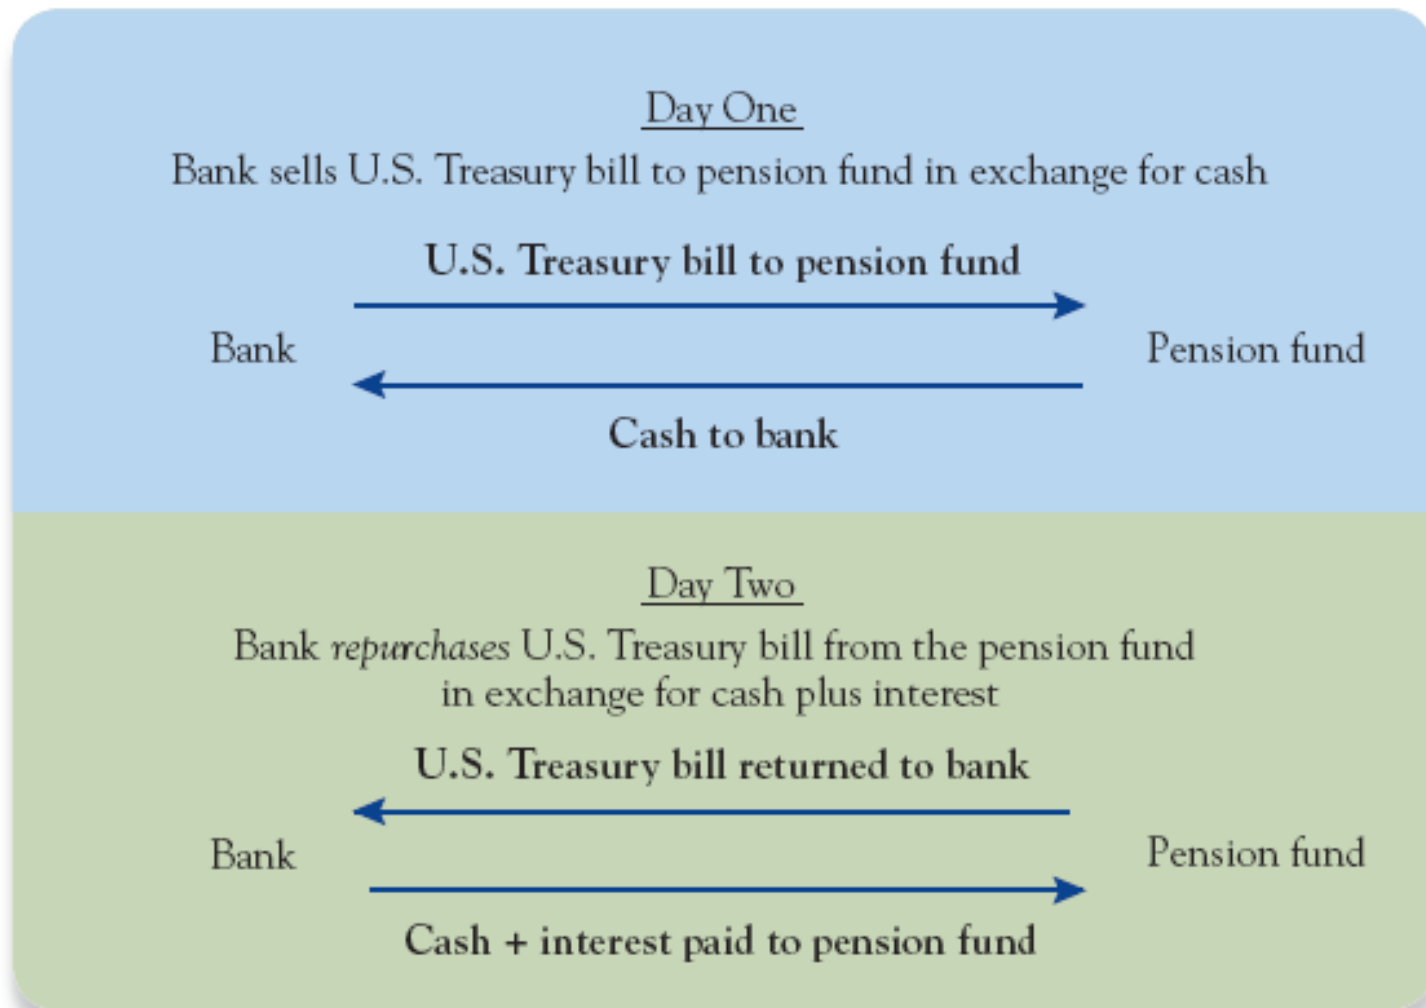 Day One
Bank sells U.S. Treasury bill to pension fund in exchange for cash
U.S. Treasury bill to pension fund
Bank
Pension fund
Cash to bank
Day Two
Bank repurchases U.S. Treasury bill from the pension fund
in exchange for cash plus interest
U.S. Treasury bill returned to bank
Bank
Pension fund
Cash + interest paid to pension fund